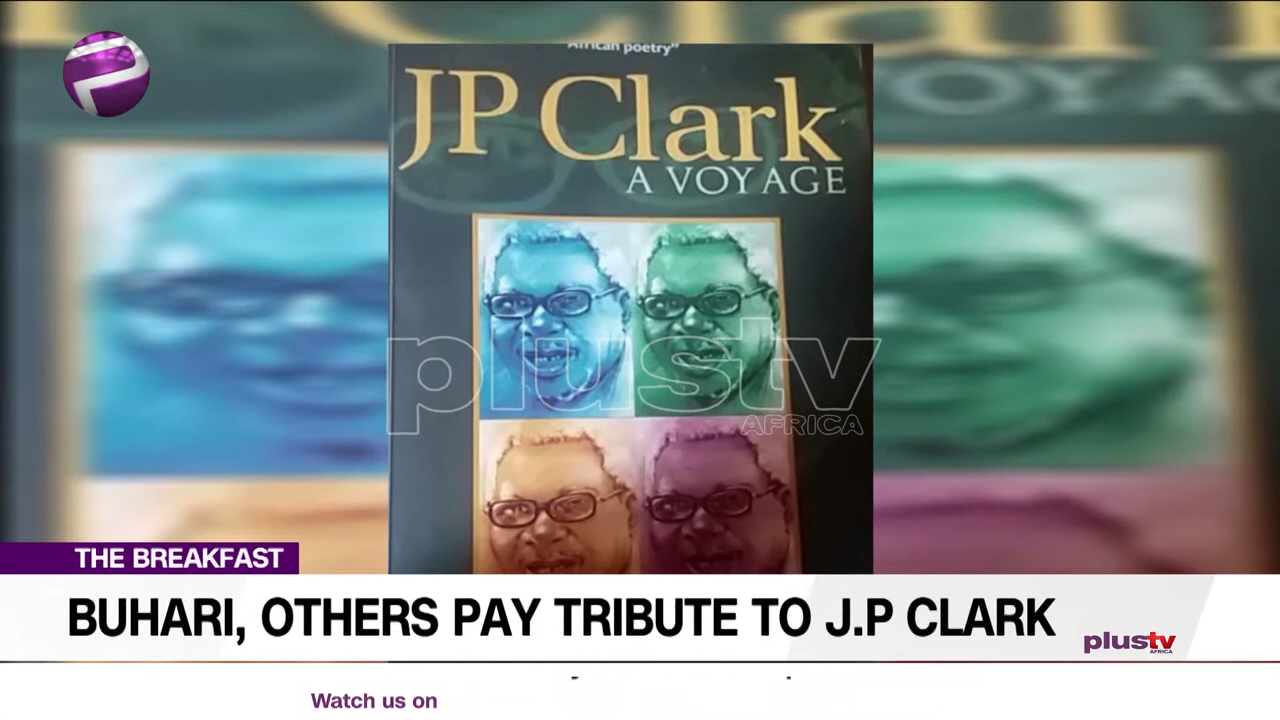 African poetry"
JP Clark
A VOYAGE
VOYAG
plustv
AFRICA
THE BREAKFAST
BUHARI, OTHERS PAY TRIBUTE TO J.P CLARK
plustv
AFRICA
Watch us on